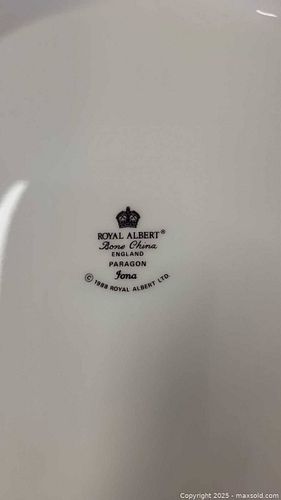 ROYAL ALBERT®
Bone China
ENGLAND
PARAGON
Iona
© 1988 ROYAL ALBERT LTD.
Copyright 2025 - maxsold.com